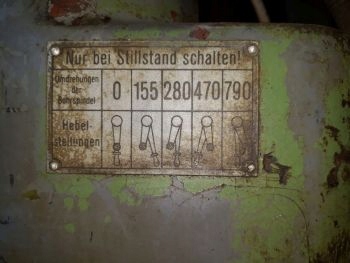 Nur bei Stillstand schalten!
Umdrehungen
der
Bohrspindel
0 155 280 470 790
Hebel-
stellungen